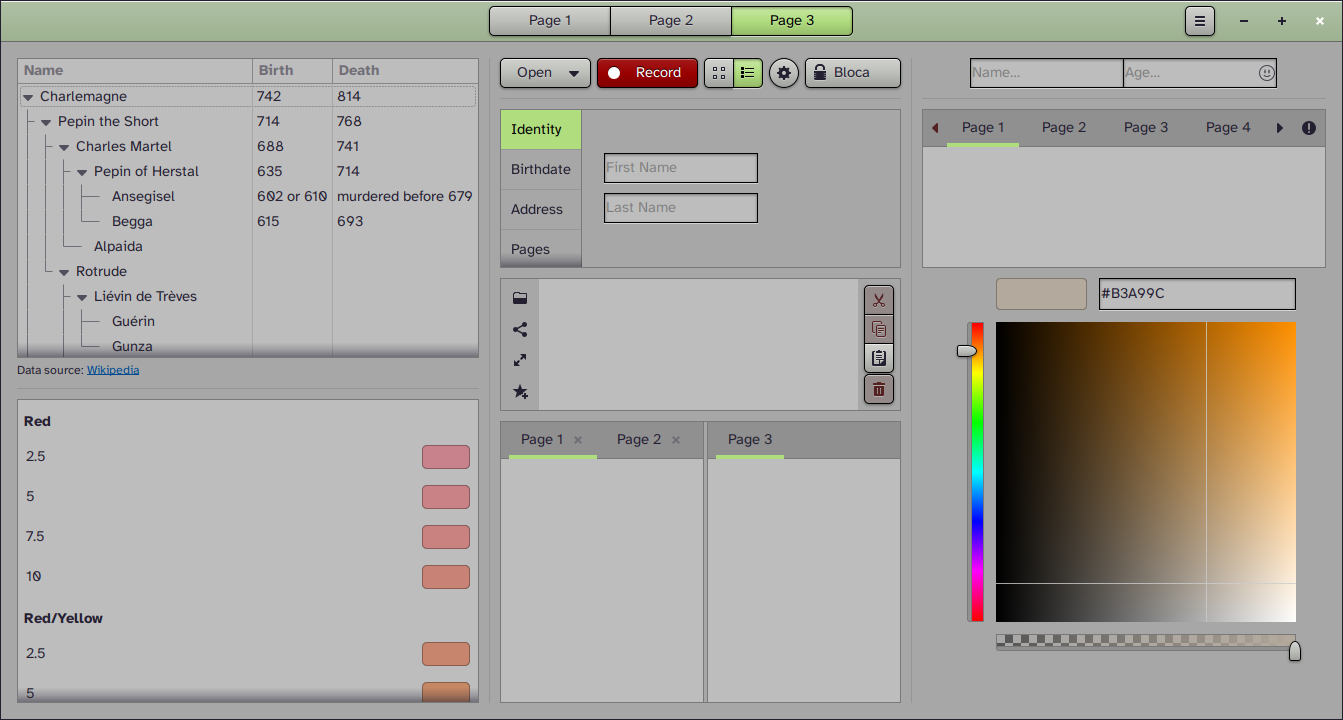 Page 1 Page 2 Page 3
Name Birth Death
Charlemagne 742 814
Pepin the Short 714 768
Charles Martel 688 741
Pepin of Herstal 635 714
Ansegisel 602 or 610 murdered before 679
Begga 615 693
Alpaida
Rotrude
Liévin de Trèves
Guérin
Gunza
Data source: Wikipedia
Red
2.5
5
7.5
10
Red/Yellow
2.5
5
Open Record Bloca
Identity
Birthdate
Address
Pages
First Name
Last Name
Page 1 Page 2 Page 3
Name... Age...
Page 1 Page 2 Page 3 Page 4
#B3A99C